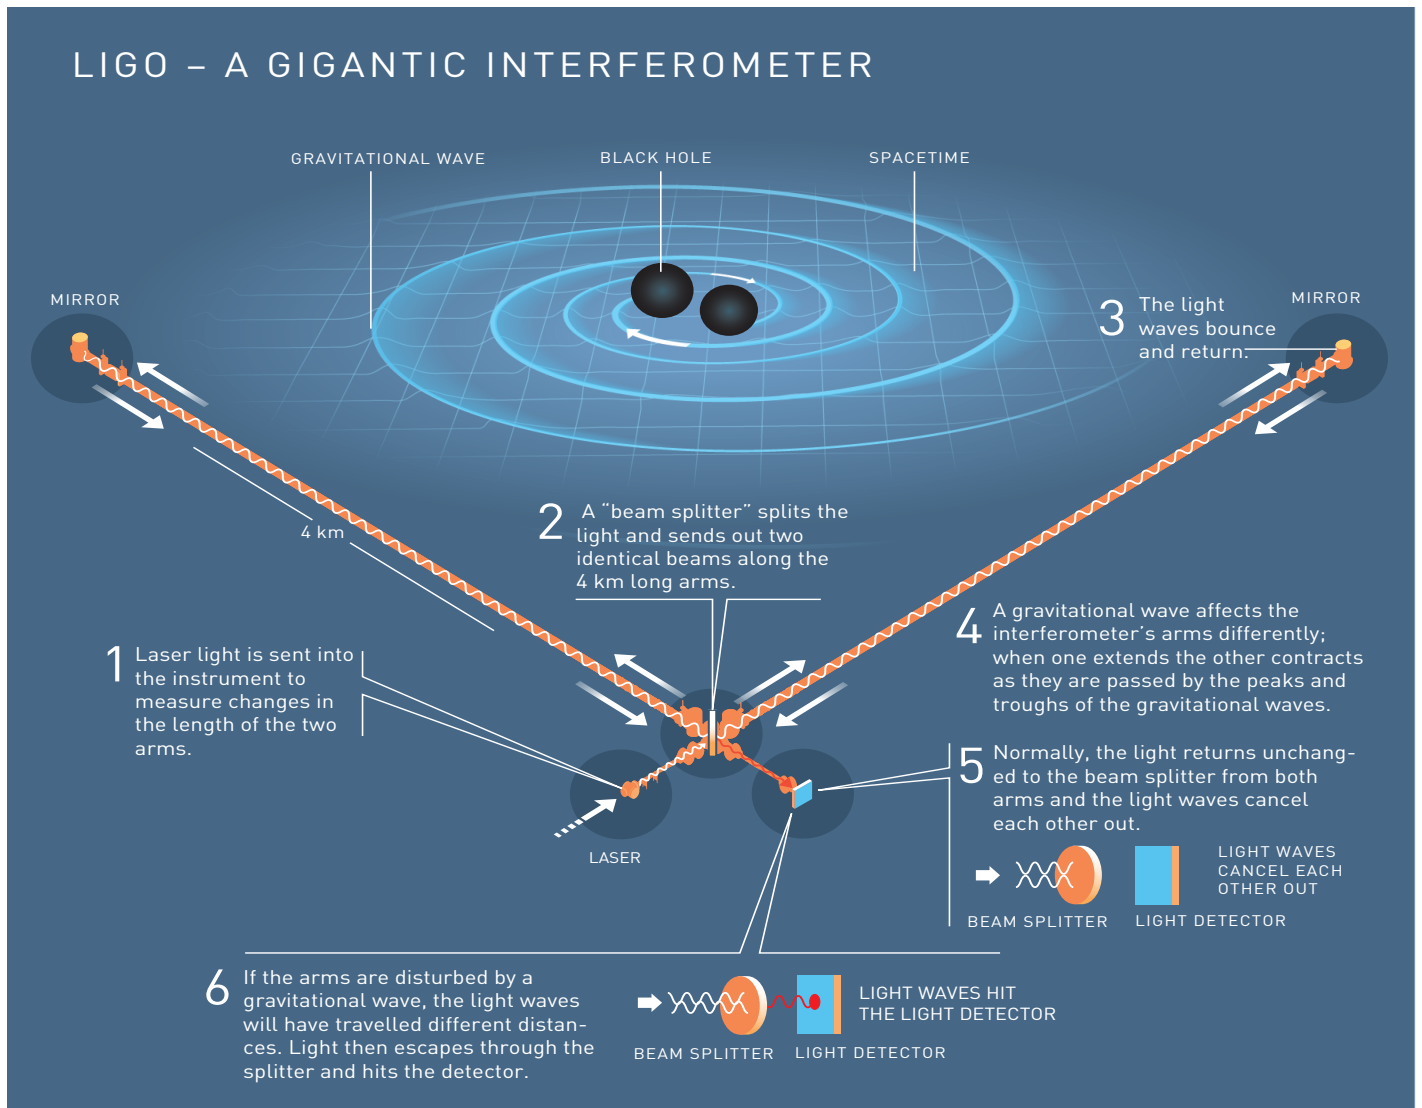 LIGO – A GIGANTIC INTERFEROMETER
GRAVITATIONAL WAVE
BLACK HOLE
SPACETIME
MIRROR
MIRROR
3
The light
waves bounce
and return.
4 km
2
A “beam splitter” splits the
light and sends out two
identical beams along the
4 km long arms.
1
Laser light is sent into
the instrument to
measure changes in
the length of the two
arms.
4
A gravitational wave affects the
interferometer’s arms differently;
when one extends the other contracts
as they are passed by the peaks and
troughs of the gravitational waves.
5
Normally, the light returns unchang-
ed to the beam splitter from both
arms and the light waves cancel
each other out.
LASER
LIGHT WAVES
CANCEL EACH
OTHER OUT
BEAM SPLITTER
LIGHT DETECTOR
6
If the arms are disturbed by a
gravitational wave, the light waves
will have travelled different distan-
ces. Light then escapes through the
splitter and hits the detector.
LIGHT WAVES HIT
THE LIGHT DETECTOR
BEAM SPLITTER
LIGHT DETECTOR